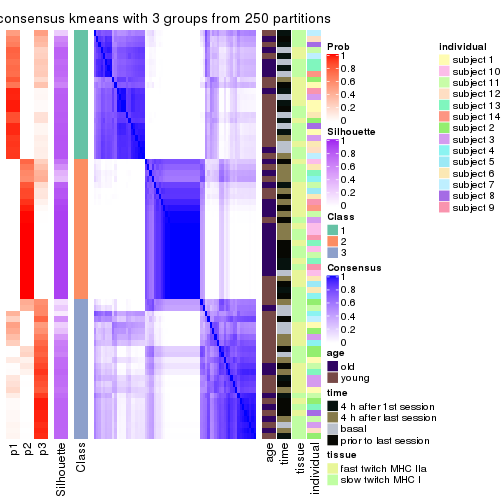 consensus kmeans with 3 groups from 250 partitions
Prob
1
0.8
0.6
0.4
0.2
0
Silhouette
1
0.8
0.6
0.4
0.2
0
Class
1
2
3
Consensus
1
0.8
0.6
0.4
0.2
0
age
old
young
time
4 h after 1st session
4 h after last session
basal
prior to last session
tissue
fast twitch MHC IIa
slow twitch MHC I
individual
subject 1
subject 10
subject 11
subject 12
subject 13
subject 14
subject 2
subject 3
subject 4
subject 5
subject 6
subject 7
subject 8
subject 9
p1
p2
p3
Silhouette
Class
age
time
tissue
individual